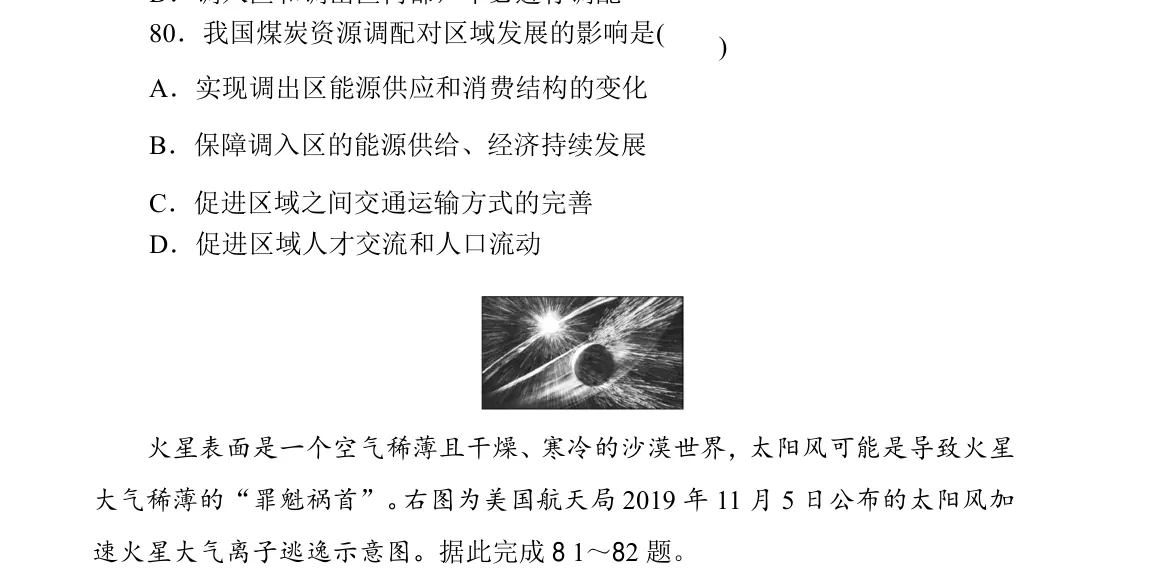 80．我国煤炭资源调配对区域发展的影响是( )
A．实现调出区能源供应和消费结构的变化
B．保障调入区的能源供给、经济持续发展
C．促进区域之间交通运输方式的完善
D．促进区域人才交流和人口流动
火星表面是一个空气稀薄且干燥、寒冷的沙漠世界，太阳风可能是导致火星
大气稀薄的“罪魁祸首”。右图为美国航天局 2019 年 11 月 5 日公布的太阳风加
速火星大气离子逃逸示意图。据此完成 8 1～82 题。